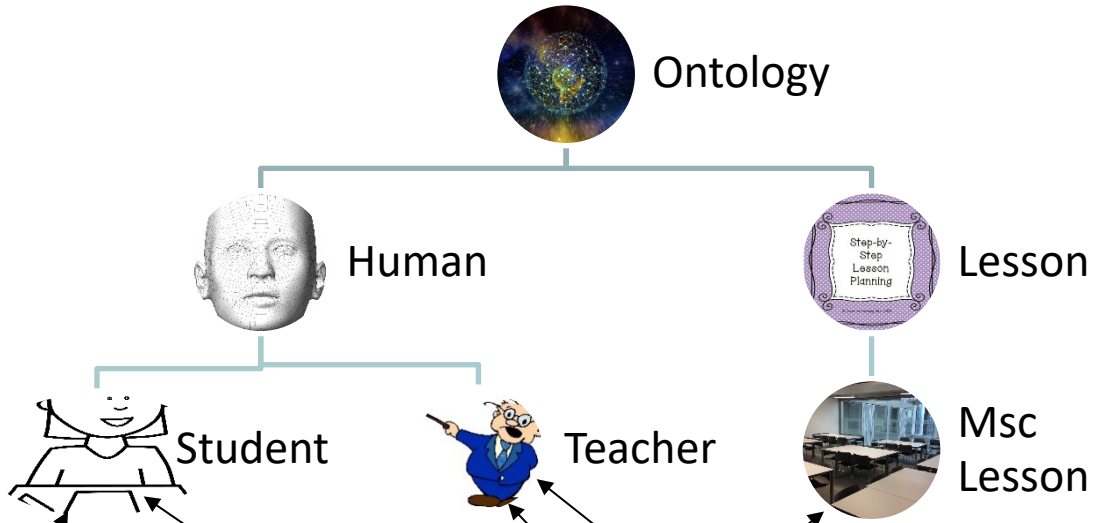 Ontology
Human
Step-by-
Step
Lesson
Planning
Lesson
Student
Teacher
Msc
Lesson